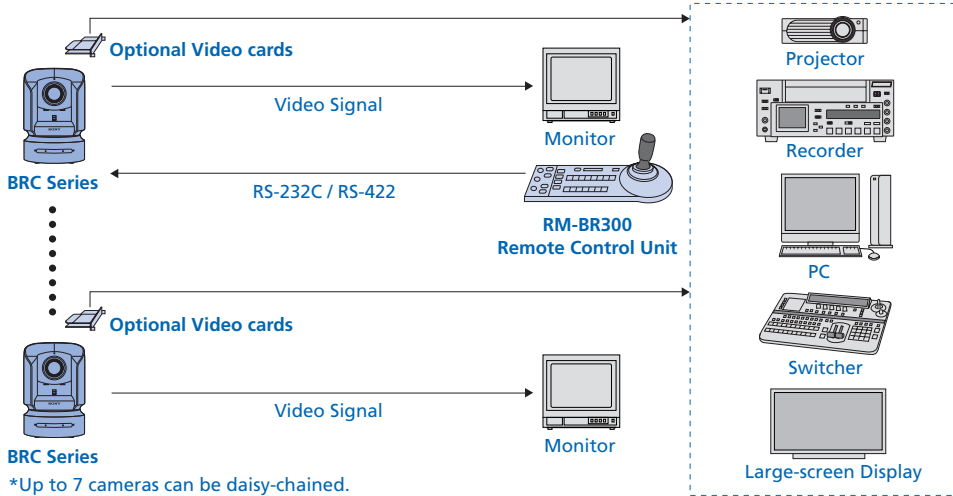 Optional Video cards
Projector
Video Signal
Monitor
Recorder
BRC Series
RS-232C / RS-422
RM-BR300
Remote Control Unit
PC
Optional Video cards
Switcher
Video Signal
Monitor
BRC Series
Large-screen Display
*Up to 7 cameras can be daisy-chained.